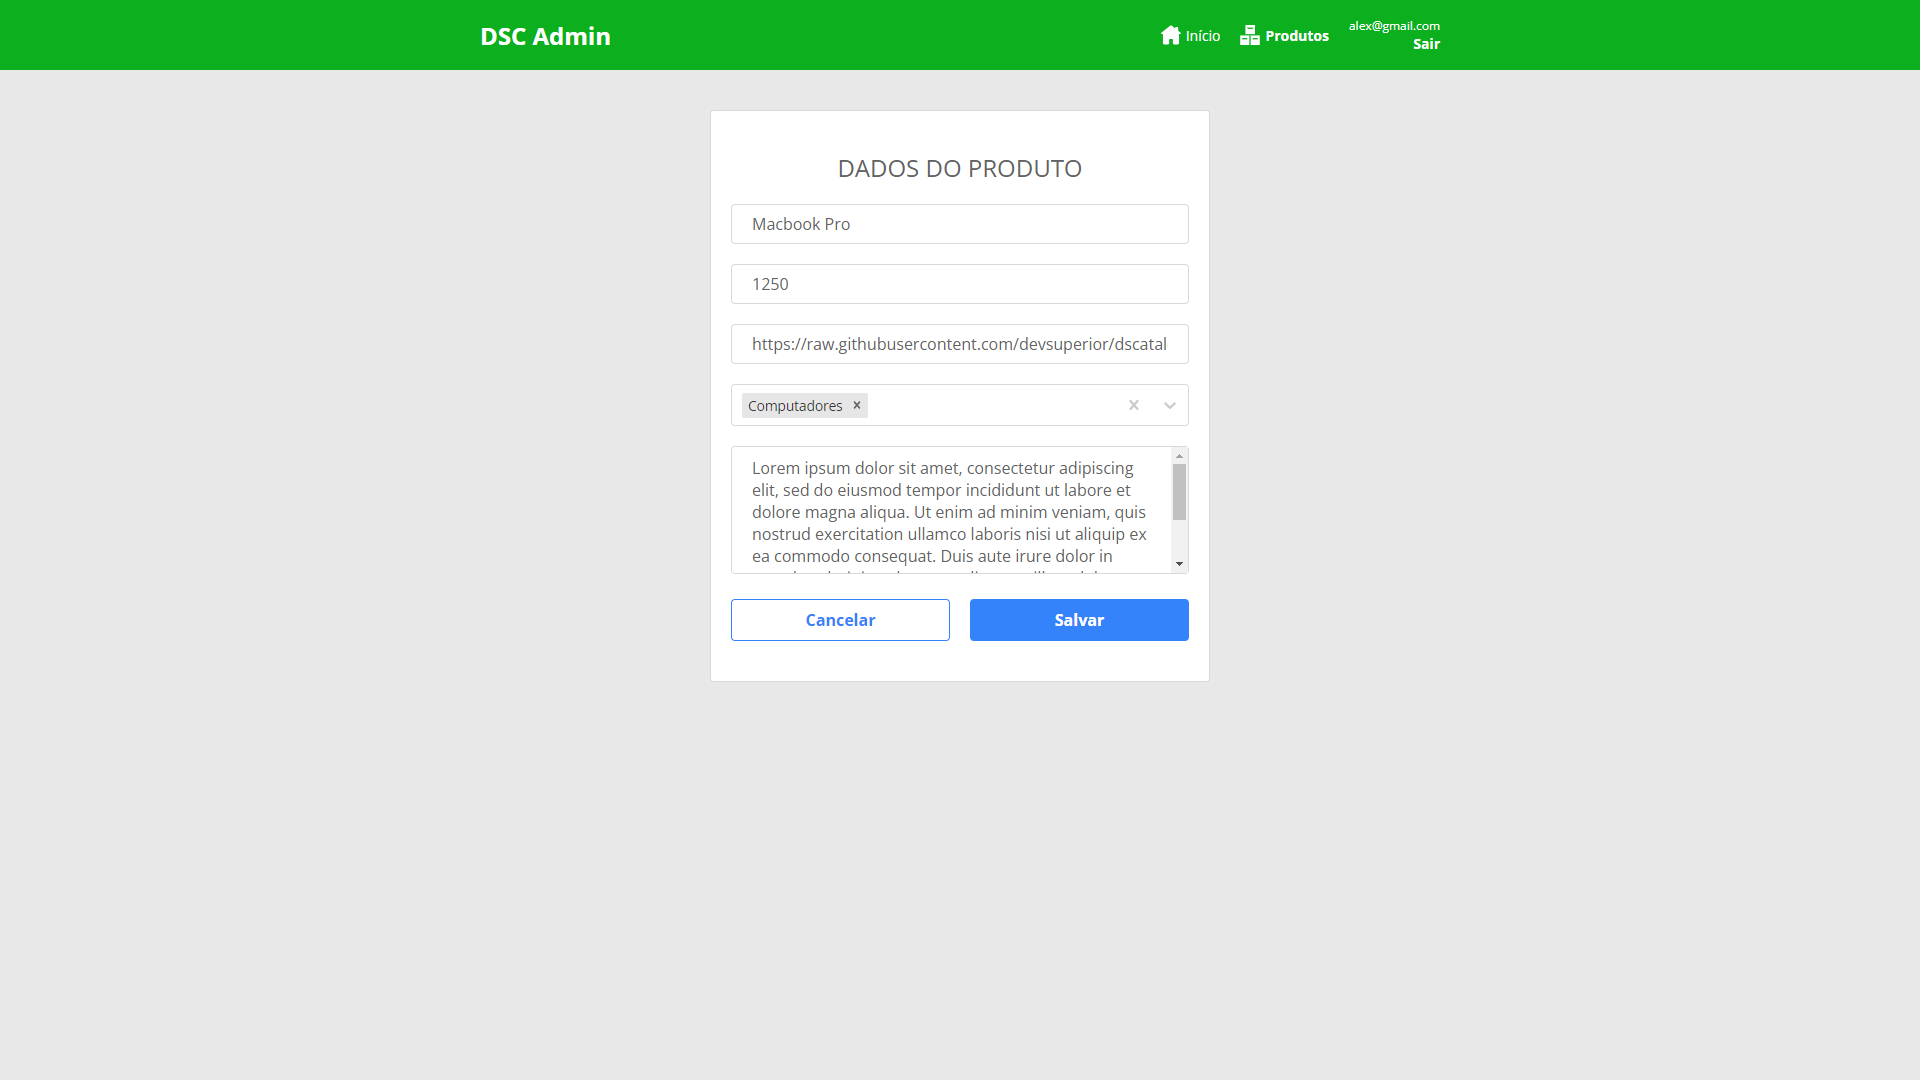 DSC Admin
Início
Produtos
alex@gmail.com
Sair
DADOS DO PRODUTO
Macbook Pro
1250
https://raw.githubusercontent.com/devsuperior/dscatal
Computadores
Lorem ipsum dolor sit amet, consectetur adipiscing
elit, sed do eiusmod tempor incididunt ut labore et
dolore magna aliqua. Ut enim ad minim veniam, quis
nostrud exercitation ullamco laboris nisi ut aliquip ex
ea commodo consequat. Duis aute irure dolor in
Cancelar
Salvar